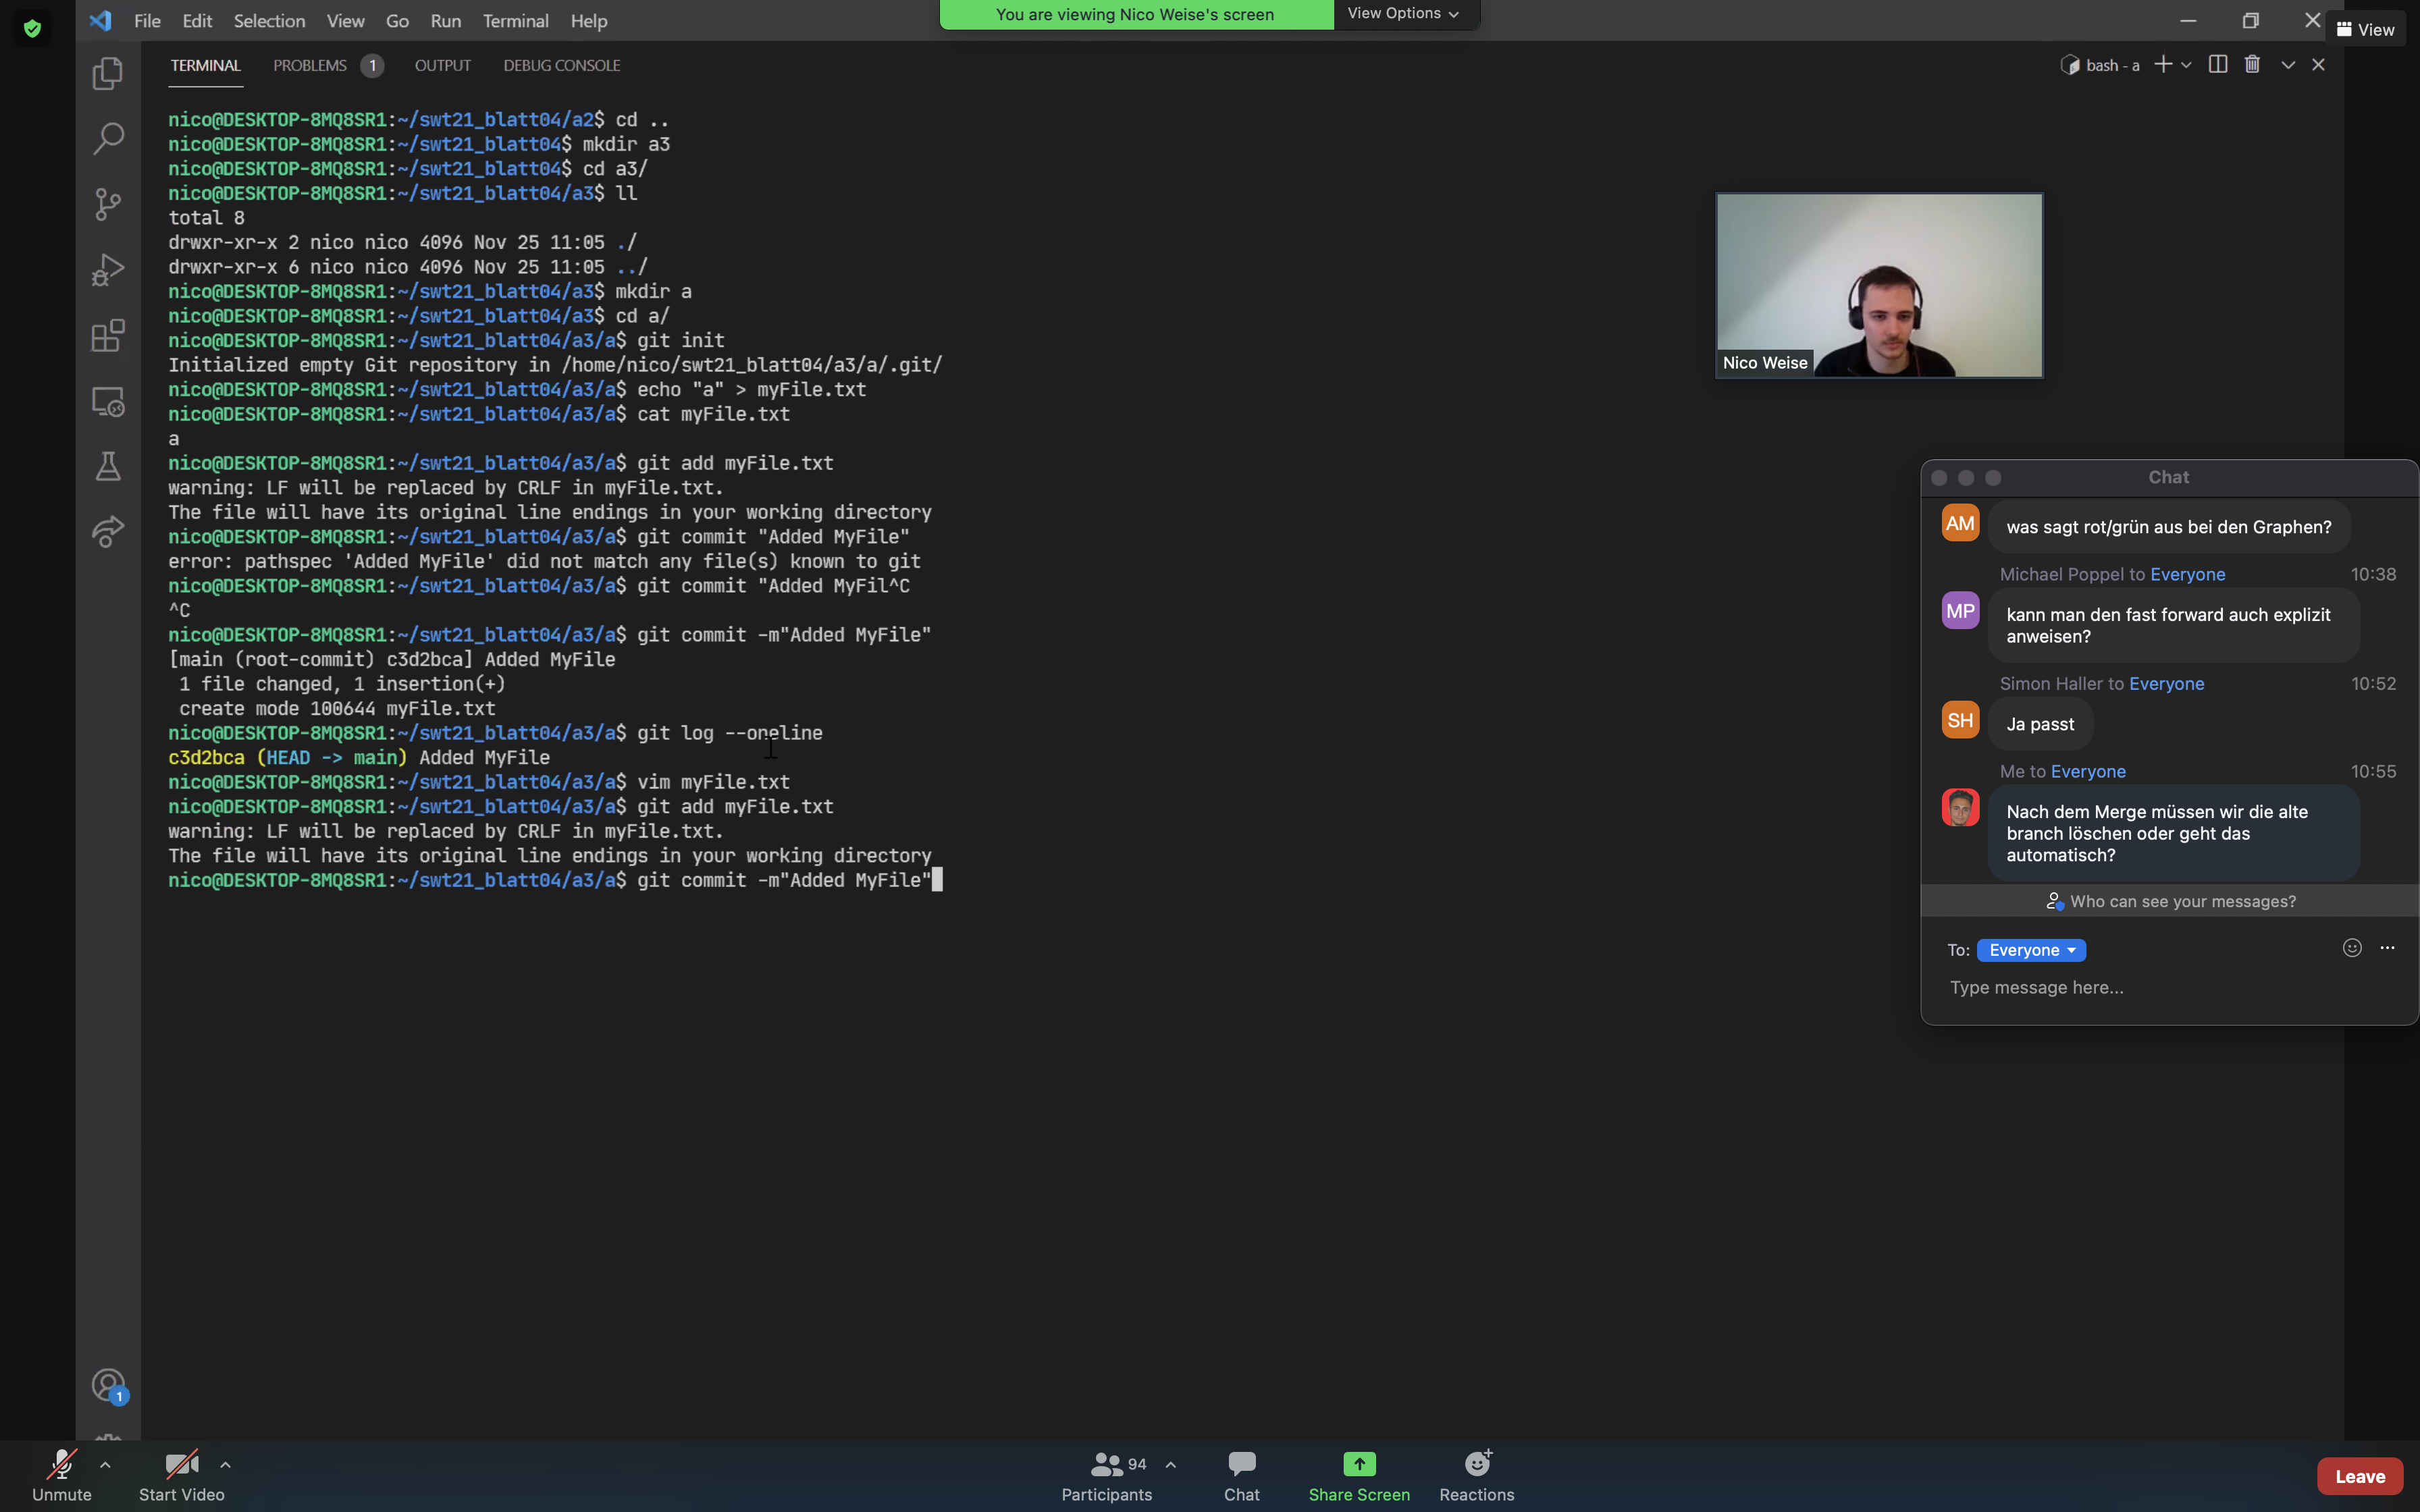 File Edit Selection View Go Run Terminal Help
You are viewing Nico Weise's screen
View Options
View
TERMINAL PROBLEMS 1 OUTPUT DEBUG CONSOLE
bash - a
nico@DESKTOP-8MQ8SR1:~/swt21_blatt04/a2$ cd ..
nico@DESKTOP-8MQ8SR1:~/swt21_blatt04$ mkdir a3
nico@DESKTOP-8MQ8SR1:~/swt21_blatt04$ cd a3/
nico@DESKTOP-8MQ8SR1:~/swt21_blatt04/a3$ ll
total 8
drwxr-xr-x 2 nico nico 4096 Nov 25 11:05 ./
drwxr-xr-x 6 nico nico 4096 Nov 25 11:05 ../
nico@DESKTOP-8MQ8SR1:~/swt21_blatt04/a3$ mkdir a
nico@DESKTOP-8MQ8SR1:~/swt21_blatt04/a3$ cd a/
nico@DESKTOP-8MQ8SR1:~/swt21_blatt04/a3/a$ git init
Initialized empty Git repository in /home/nico/swt21_blatt04/a3/a/.git/
nico@DESKTOP-8MQ8SR1:~/swt21_blatt04/a3/a$ echo "a" > myFile.txt
nico@DESKTOP-8MQ8SR1:~/swt21_blatt04/a3/a$ cat myFile.txt
a
nico@DESKTOP-8MQ8SR1:~/swt21_blatt04/a3/a$ git add myFile.txt
warning: LF will be replaced by CRLF in myFile.txt.
The file will have its original line endings in your working directory
nico@DESKTOP-8MQ8SR1:~/swt21_blatt04/a3/a$ git commit "Added MyFile"
error: pathspec 'Added MyFile' did not match any file(s) known to git
nico@DESKTOP-8MQ8SR1:~/swt21_blatt04/a3/a$ git commit "Added MyFil^C
^C
nico@DESKTOP-8MQ8SR1:~/swt21_blatt04/a3/a$ git commit -m"Added MyFile"
[main (root-commit) c3d2bca] Added MyFile
1 file changed, 1 insertion(+)
create mode 100644 myFile.txt
nico@DESKTOP-8MQ8SR1:~/swt21_blatt04/a3/a$ git log --oneline
c3d2bca (HEAD -> main) Added MyFile
nico@DESKTOP-8MQ8SR1:~/swt21_blatt04/a3/a$ vim myFile.txt
nico@DESKTOP-8MQ8SR1:~/swt21_blatt04/a3/a$ git add myFile.txt
warning: LF will be replaced by CRLF in myFile.txt.
The file will have its original line endings in your working directory
nico@DESKTOP-8MQ8SR1:~/swt21_blatt04/a3/a$ git commit -m"Added MyFile"
Nico Weise
Chat
AM
was sagt rot/grün aus bei den Graphen?
Michael Poppel to Everyone 10:38
MP
kann man den fast forward auch explizit
anweisen?
Simon Haller to Everyone 10:52
SH
Ja passt
Me to Everyone 10:55
Nach dem Merge müssen wir die alte
branch löschen oder geht das
automatisch?
Who can see your messages?
To: Everyone
Type message here...
1
Unmute
Start Video
94
Participants
Chat
Share Screen
Reactions
Leave